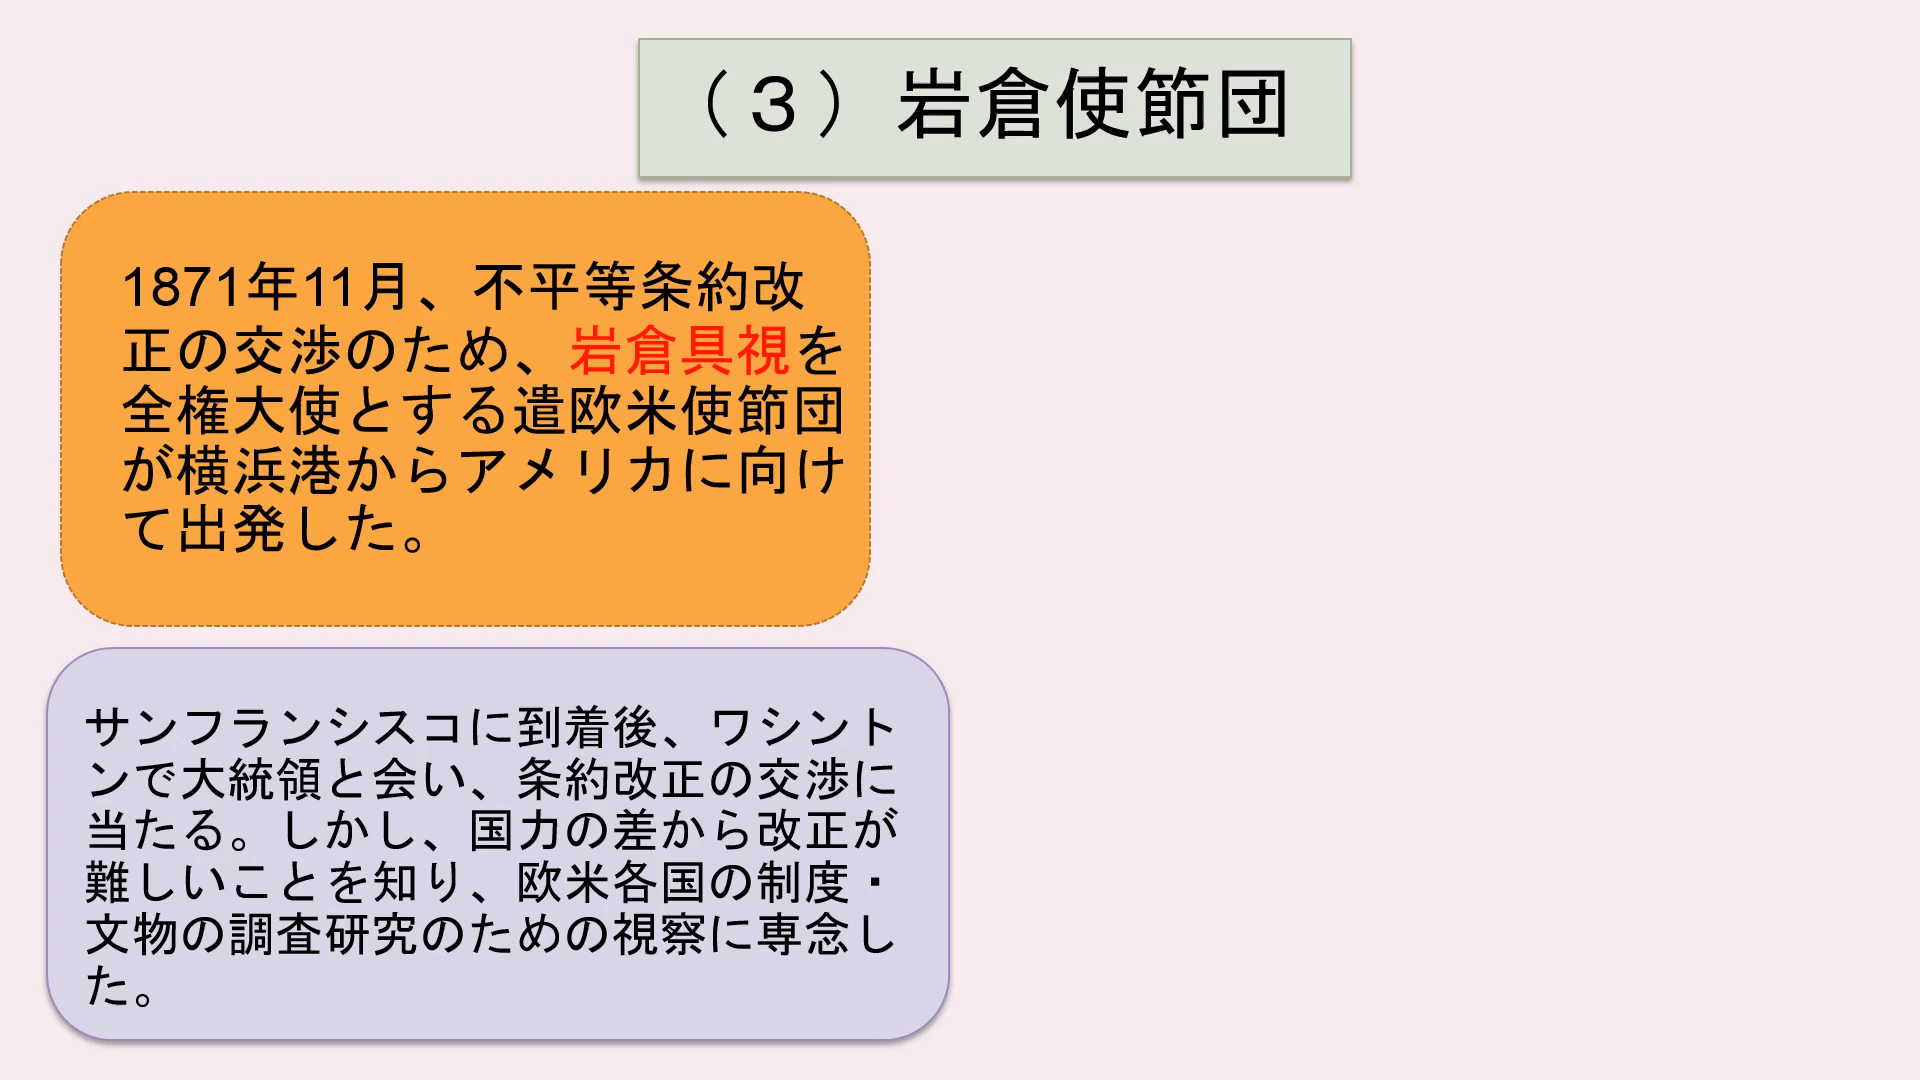 （３） 岩倉使節団
1871年11月、不平等条約改
正の交渉のため、岩倉具視を
全権大使とする遣欧米使節団
が横浜港からアメリカに向け
て出発した。
サンフランシスコに到着後、ワシント
ンで大統領と会い、条約改正の交渉に
当たる。しかし、国力の差から改正が
難しいことを知り、欧米各国の制度・
文物の調査研究のための視察に専念し
た。